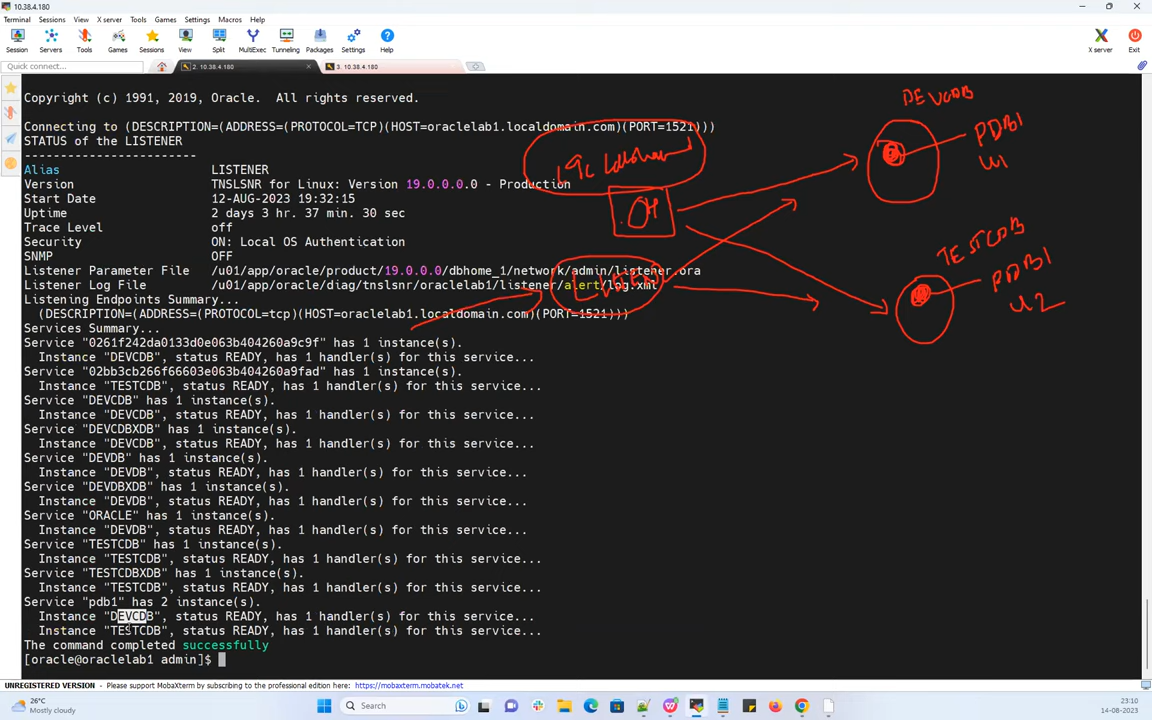 10.38.4.180
Terminal Sessions View X server Tools Games Settings Macros Help
Session Servers Tools Games Sessions View Split MultiExec Tunneling Packages Settings Help X server Exit
Quick connect... 2. 10.38.4.180 3. 10.38.4.180
Copyright (c) 1991, 2019, Oracle. All rights reserved.
DEVCDB
Connecting to (DESCRIPTION=(ADDRESS=(PROTOCOL=TCP)(HOST=oraclelab1.localdomain.com)(PORT=1521)))
PDB1
STATUS of the LISTENER
------------------------
Alias LISTENER
19c
U1
Version TNSLSNR for Linux: Version 19.0.0.0.0 - Production
Start Date 12-AUG-2023 19:32:15
OH
Uptime 2 days 3 hr. 37 min. 30 sec
Trace Level off
TESTCDB
Security ON: Local OS Authentication
SNMP OFF
PDB1
Listener Parameter File /u01/app/oracle/product/19.0.0.0/dbhome_1/network/admin/listener.ora
Listener Log File /u01/app/oracle/diag/tnslsnr/oraclelab1/listener/alert/log.xml
U2
Listening Endpoints Summary...
(DESCRIPTION=(ADDRESS=(PROTOCOL=tcp)(HOST=oraclelab1.localdomain.com)(PORT=1521)))
Services Summary...
Service "0261f242da0133d0e063b404260a9c9f" has 1 instance(s).
Instance "DEVCDB", status READY, has 1 handler(s) for this service...
Service "02bb3cb266f66603e063b404260a9fad" has 1 instance(s).
Instance "TESTCDB", status READY, has 1 handler(s) for this service...
Service "DEVCDB" has 1 instance(s).
Instance "DEVCDB", status READY, has 1 handler(s) for this service...
Service "DEVCDBXDB" has 1 instance(s).
Instance "DEVCDB", status READY, has 1 handler(s) for this service...
Service "DEVDB" has 1 instance(s).
Instance "DEVDB", status READY, has 1 handler(s) for this service...
Service "DEVDBXDB" has 1 instance(s).
Instance "DEVDB", status READY, has 1 handler(s) for this service...
Service "ORACLE" has 1 instance(s).
Instance "DEVDB", status READY, has 1 handler(s) for this service...
Service "TESTCDB" has 1 instance(s).
Instance "TESTCDB", status READY, has 1 handler(s) for this service...
Service "TESTCDBXDB" has 1 instance(s).
Instance "TESTCDB", status READY, has 1 handler(s) for this service...
Service "pdb1" has 2 instance(s).
Instance "DEVCDB", status READY, has 1 handler(s) for this service...
Instance "TESTCDB", status READY, has 1 handler(s) for this service...
The command completed successfully
[oracle@oraclelab1 admin]$
UNREGISTERED VERSION - Please support MobaXterm by subscribing to the professional edition here: https://mobaxterm.mobatek.net
26°C
Mostly cloudy
Search
23:10
14-08-2023